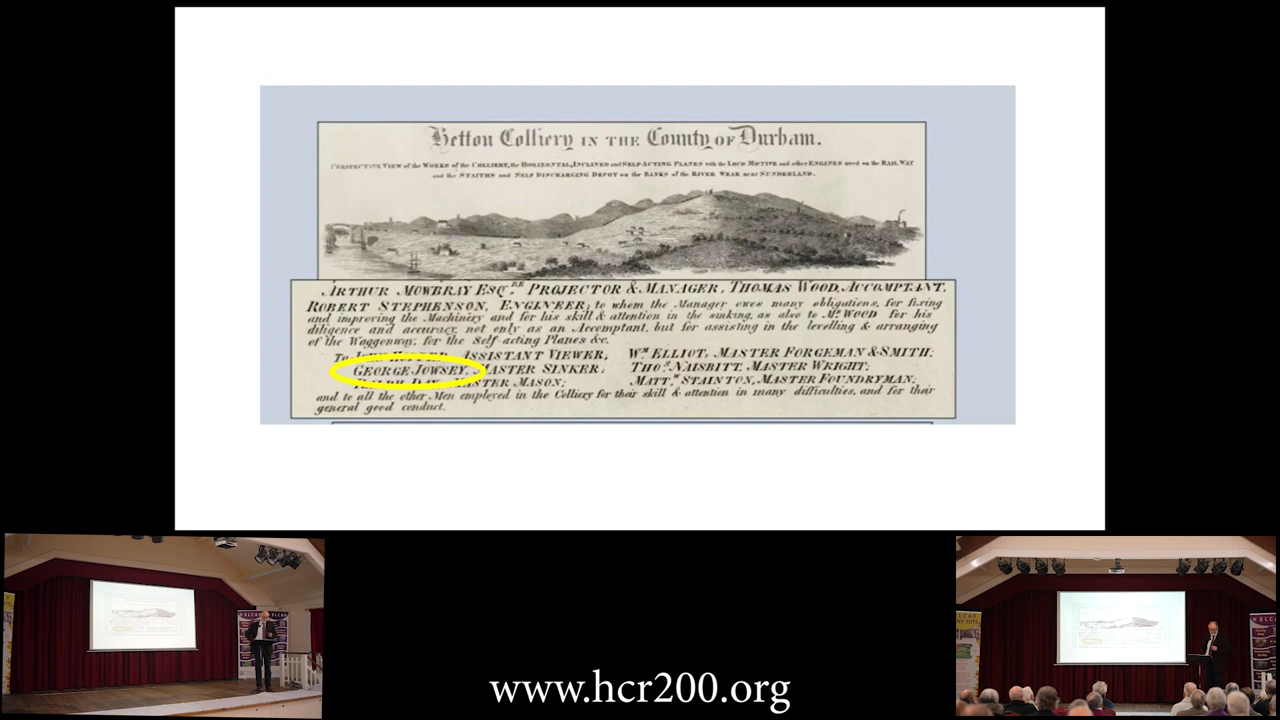 Hetton Colliery IN THE County OF Durham.
PERSPECTIVE VIEW of the WORKS of the COLLIERY, the HORIZONTAL, INCLINED and SELF-ACTING PLANES with the LOCO MOTIVE and other ENGINES used on the RAIL WAY
and the STAITHS and SELF DISCHARGING DEPOT on the BANKS of the RIVER WEAR near SUNDERLAND.
ARTHUR MOWBRAY ESQ.RE PROJECTOR & MANAGER, THOMAS WOOD, ACCOMPTANT,
ROBERT STEPHENSON, ENGINEER; to whom the Manager owes many obligations, for fixing
and improving the Machinery and for his skill & attention in the sinking, as also to Mr. WOOD for his
diligence and accuracy, not only as an Accomptant, but for assisting in the levelling & arranging
of the Waggonway, for the Self-acting Planes &c.
To ASSISTANT VIEWER, Wm ELLIOT, MASTER FORGEMAN & SMITH;
GEORGE JOWSEY, MASTER SINKER, THOs. NAISBITT, MASTER WRIGHT;
MASTER MASON; MATT.w STAINTON, MASTER FOUNDRYMAN;
and to all the other Men employed in the Colliery for their skill & attention in many difficulties, and for their
general good conduct.
ELCAP
ELCAP
www.hcr200.org